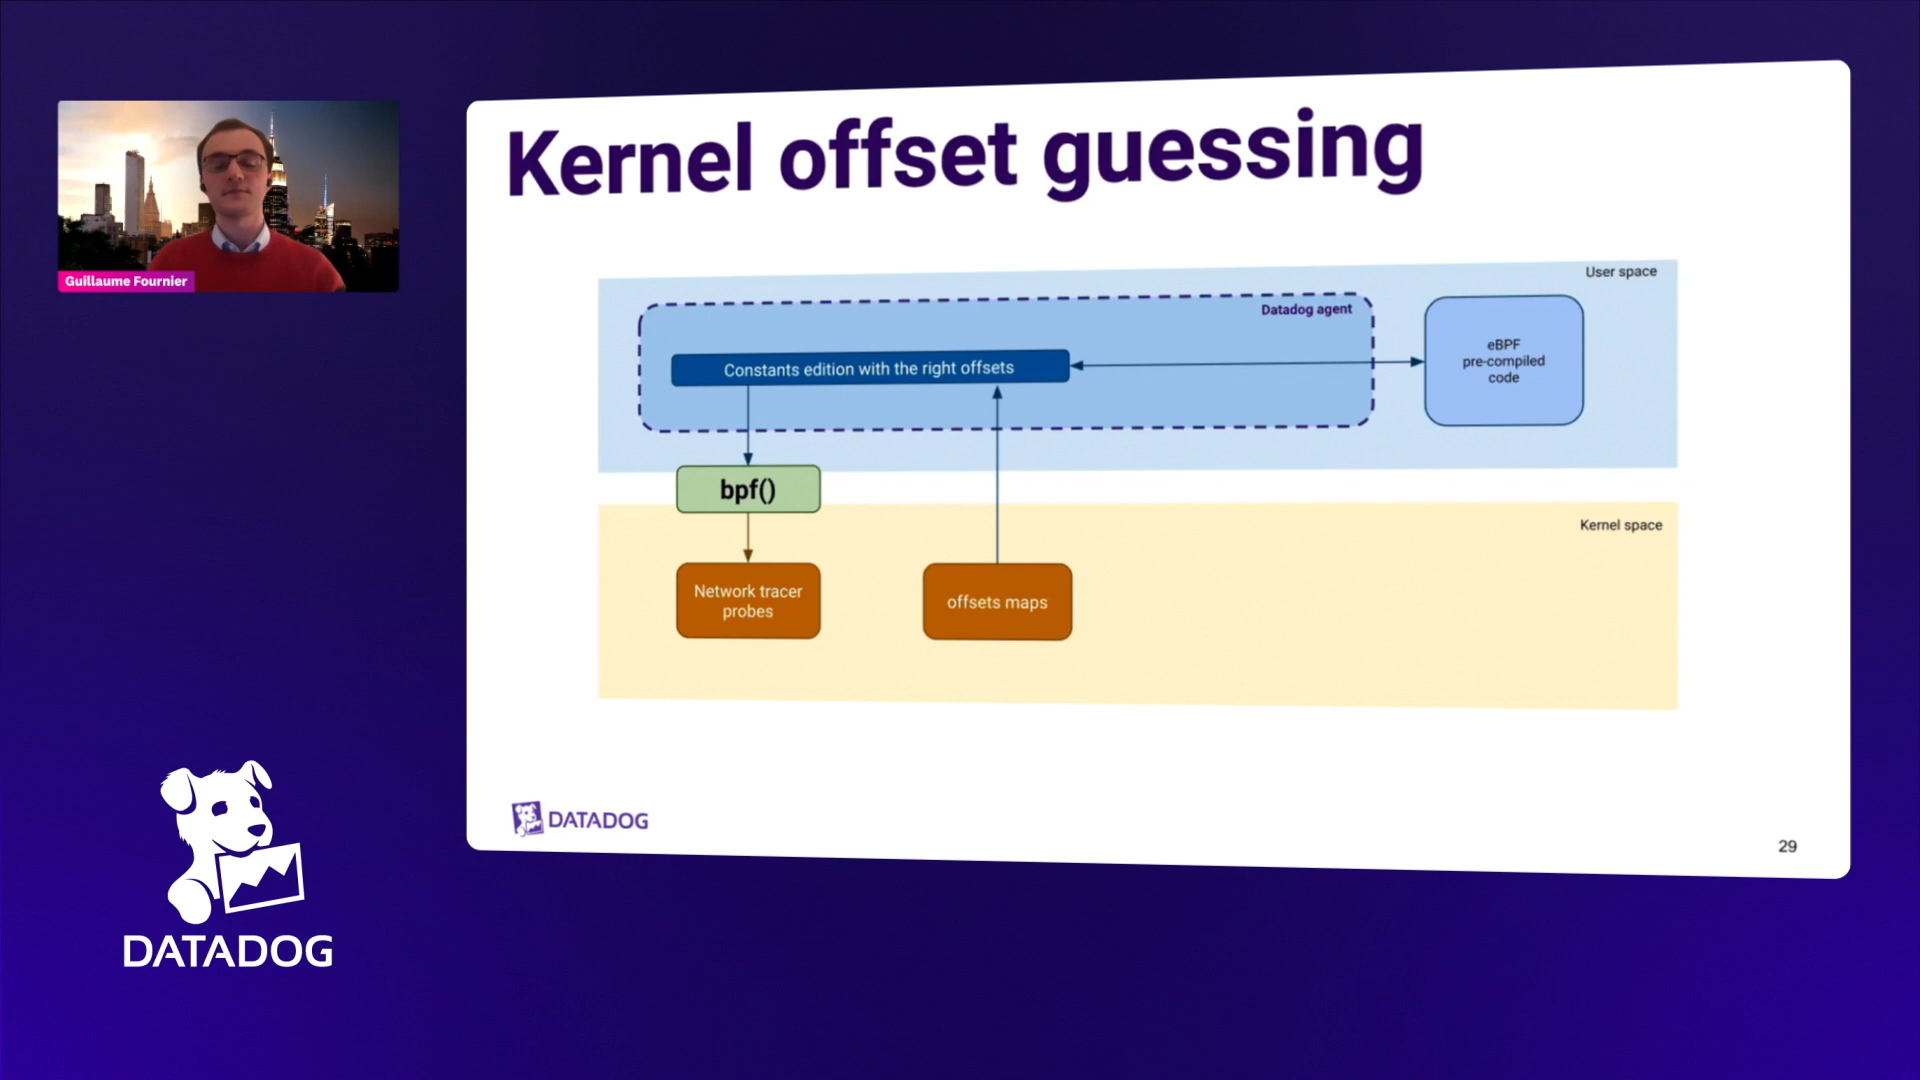 Guillaume Fournier
DATADOG
Kernel offset guessing
User space
Datadog agent
Constants edition with the right offsets
eBPF
pre-compiled
code
bpf()
Kernel space
Network tracer
probes
offsets maps
DATADOG
29